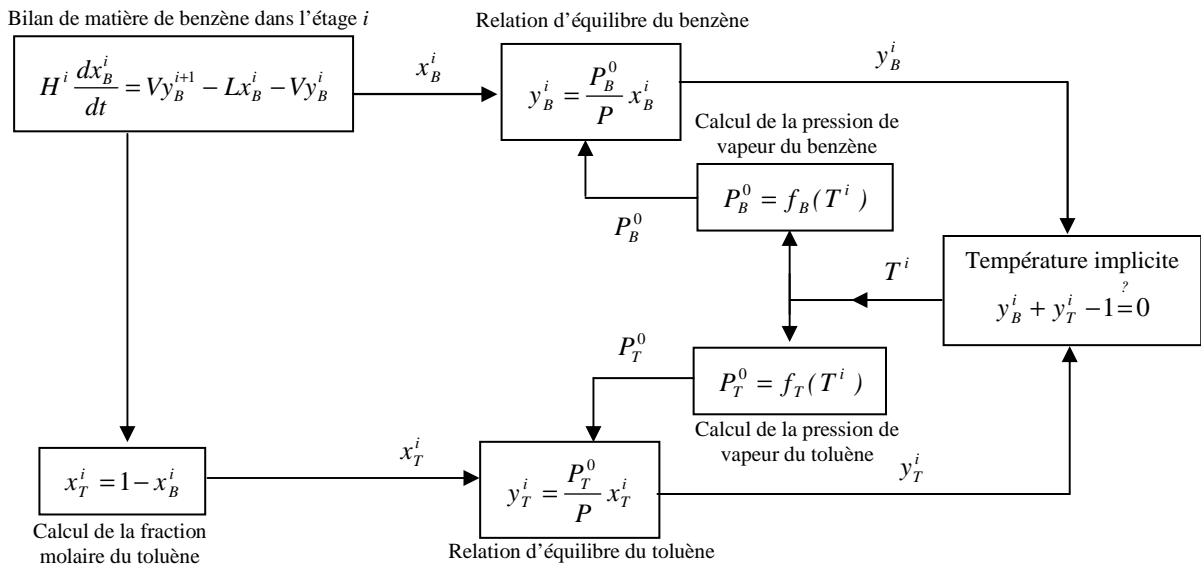 Bilan de matière de benzène dans l'étage i
H^i dx_B^i/dt = Vy_B^{i+1} − Lx_B^i − Vy_B^i
x_B^i
Relation d'équilibre du benzène
y_B^i = P_B^0/P x_B^i
y_B^i
Calcul de la pression de
vapeur du benzène
P_B^0 = f_B(T^i)
P_B^0
T^i
Température implicite
y_B^i + y_T^i − 1 =^? 0
P_T^0
P_T^0 = f_T(T^i)
Calcul de la pression de
vapeur du toluène
x_T^i = 1 − x_B^i
Calcul de la fraction
molaire du toluène
x_T^i
y_T^i = P_T^0/P x_T^i
Relation d'équilibre du toluène
y_T^i